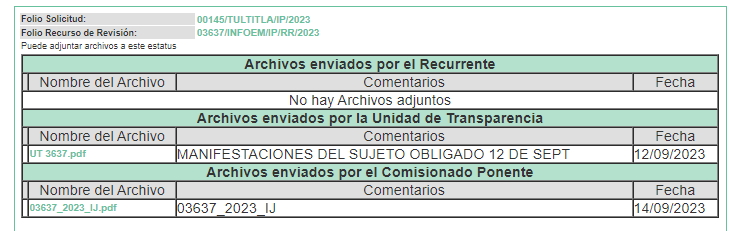 Folio Solicitud: 00145/TULTITLA/IP/2023
Folio Recurso de Revisión: 03637/INFOEM/IP/RR/2023
Puede adjuntar archivos a este estatus
Archivos enviados por el Recurrente
Nombre del Archivo Comentarios Fecha
No hay Archivos adjuntos
Archivos enviados por la Unidad de Transparencia
Nombre del Archivo Comentarios Fecha
UT 3637.pdf MANIFESTACIONES DEL SUJETO OBLIGADO 12 DE SEPT 12/09/2023
Archivos enviados por el Comisionado Ponente
Nombre del Archivo Comentarios Fecha
03637_2023_IJ.pdf 03637_2023_IJ 14/09/2023